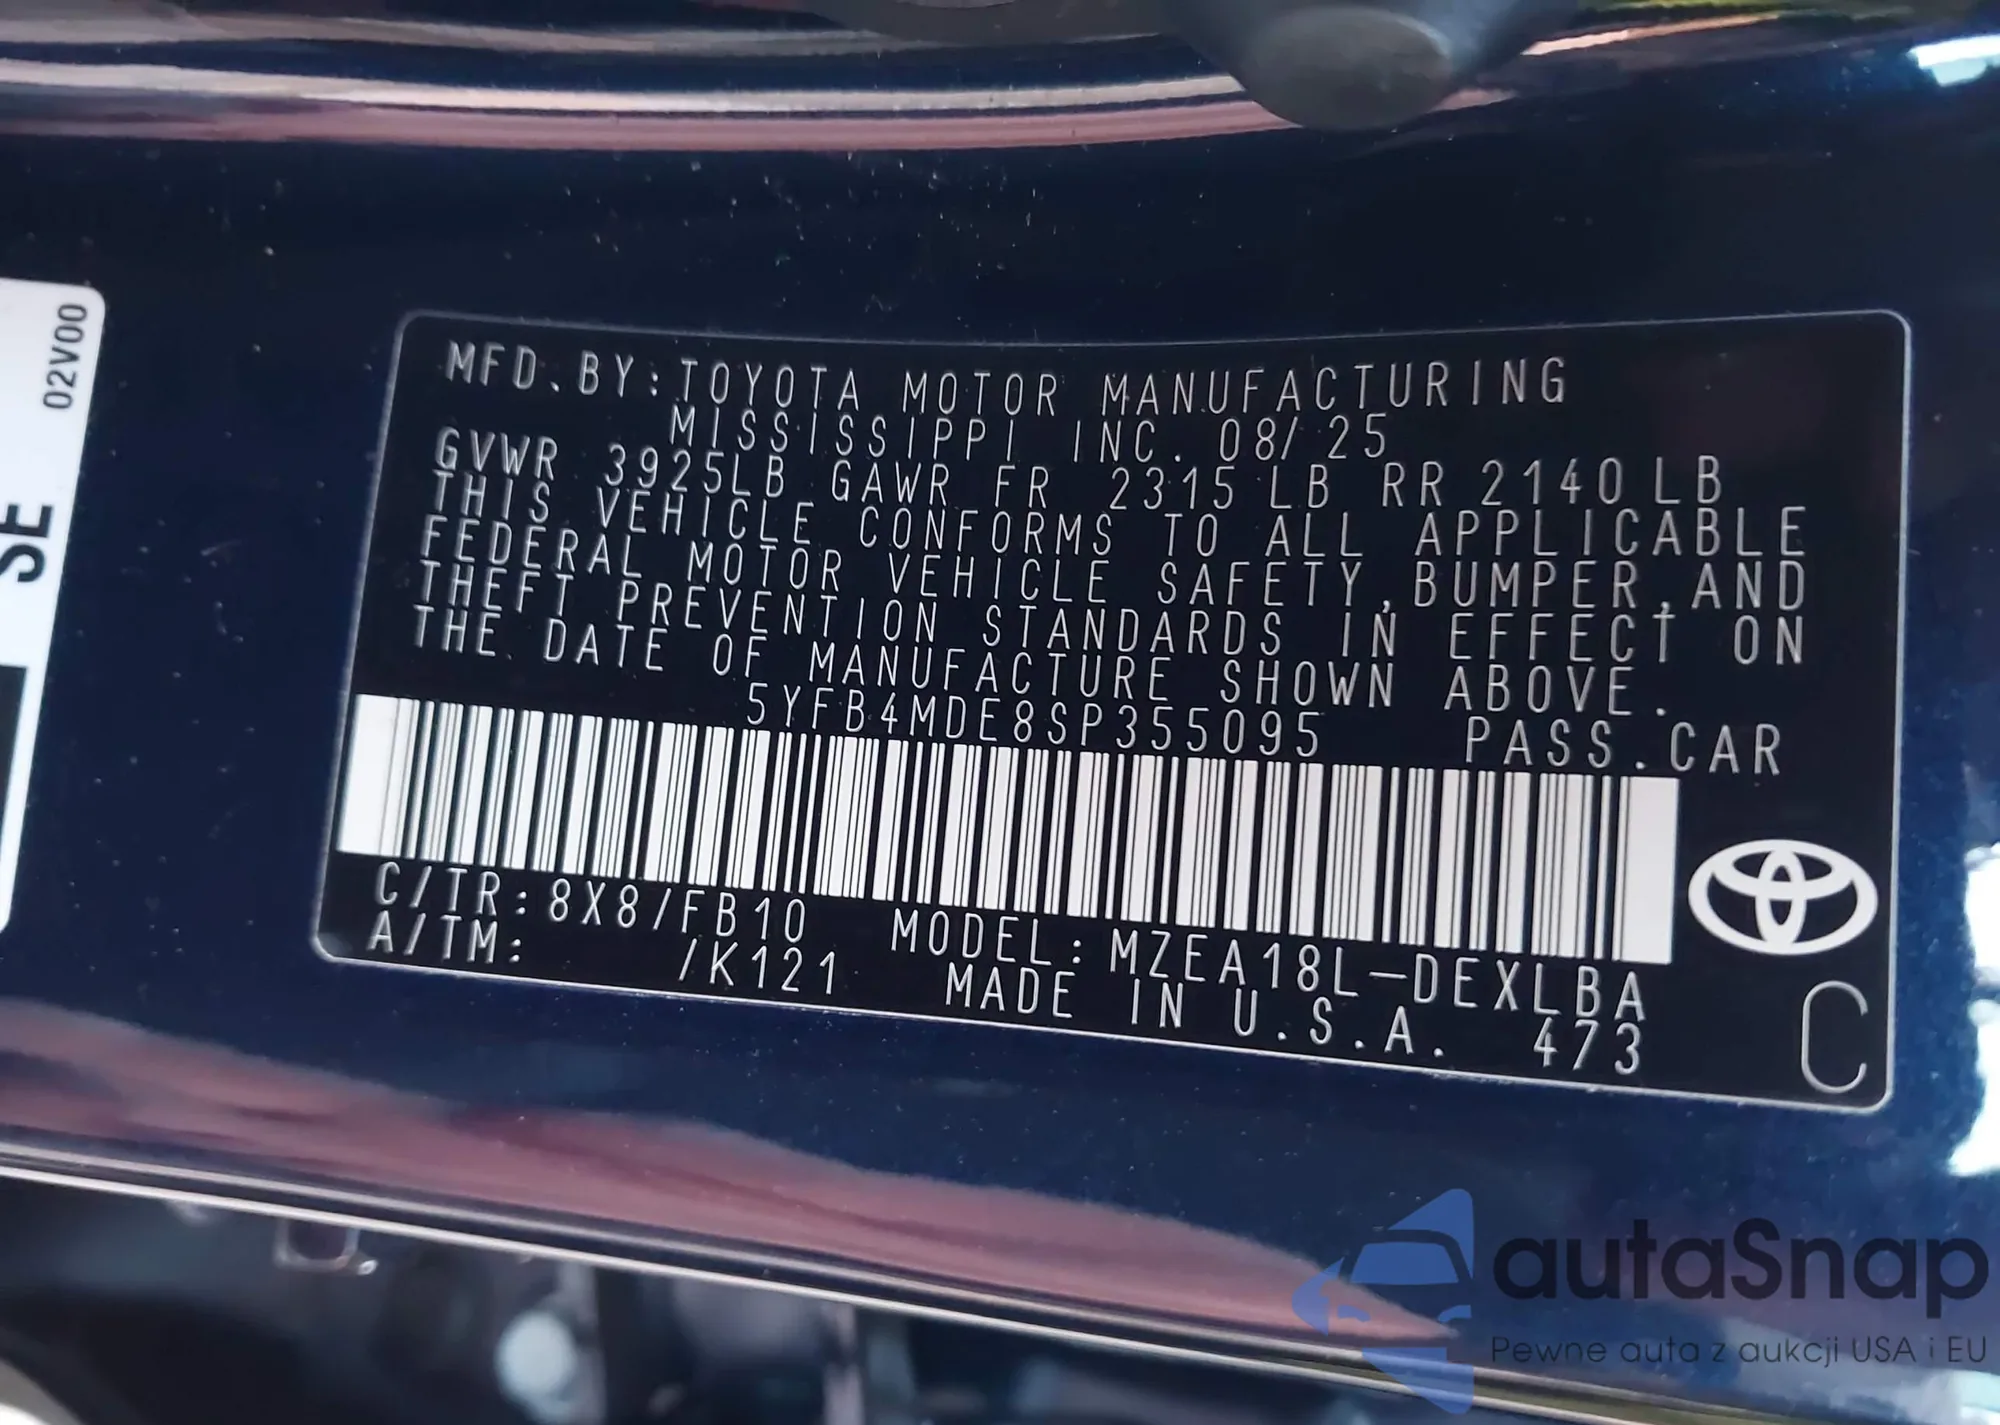 02V00
SE
MFD.BY:TOYOTA MOTOR MANUFACTURING
MISSISSIPPI INC. 08/25
GVWR 3925LB GAWR FR 2315LB RR 2140LB
THIS VEHICLE CONFORMS TO ALL APPLICABLE
FEDERAL MOTOR VEHICLE SAFETY,BUMPER,AND
THEFT PREVENTION STANDARDS IN EFFECT ON
THE DATE OF MANUFACTURE SHOWN ABOVE.
5YFB4MDE8SP355095 PASS.CAR
C/TR:8X8/FB10 MODEL:MZEA18L-DEXLBA
A/TM: /K121 MADE IN U.S.A. 473
C
autaSnap
Pewne auta z aukcji USA i EU